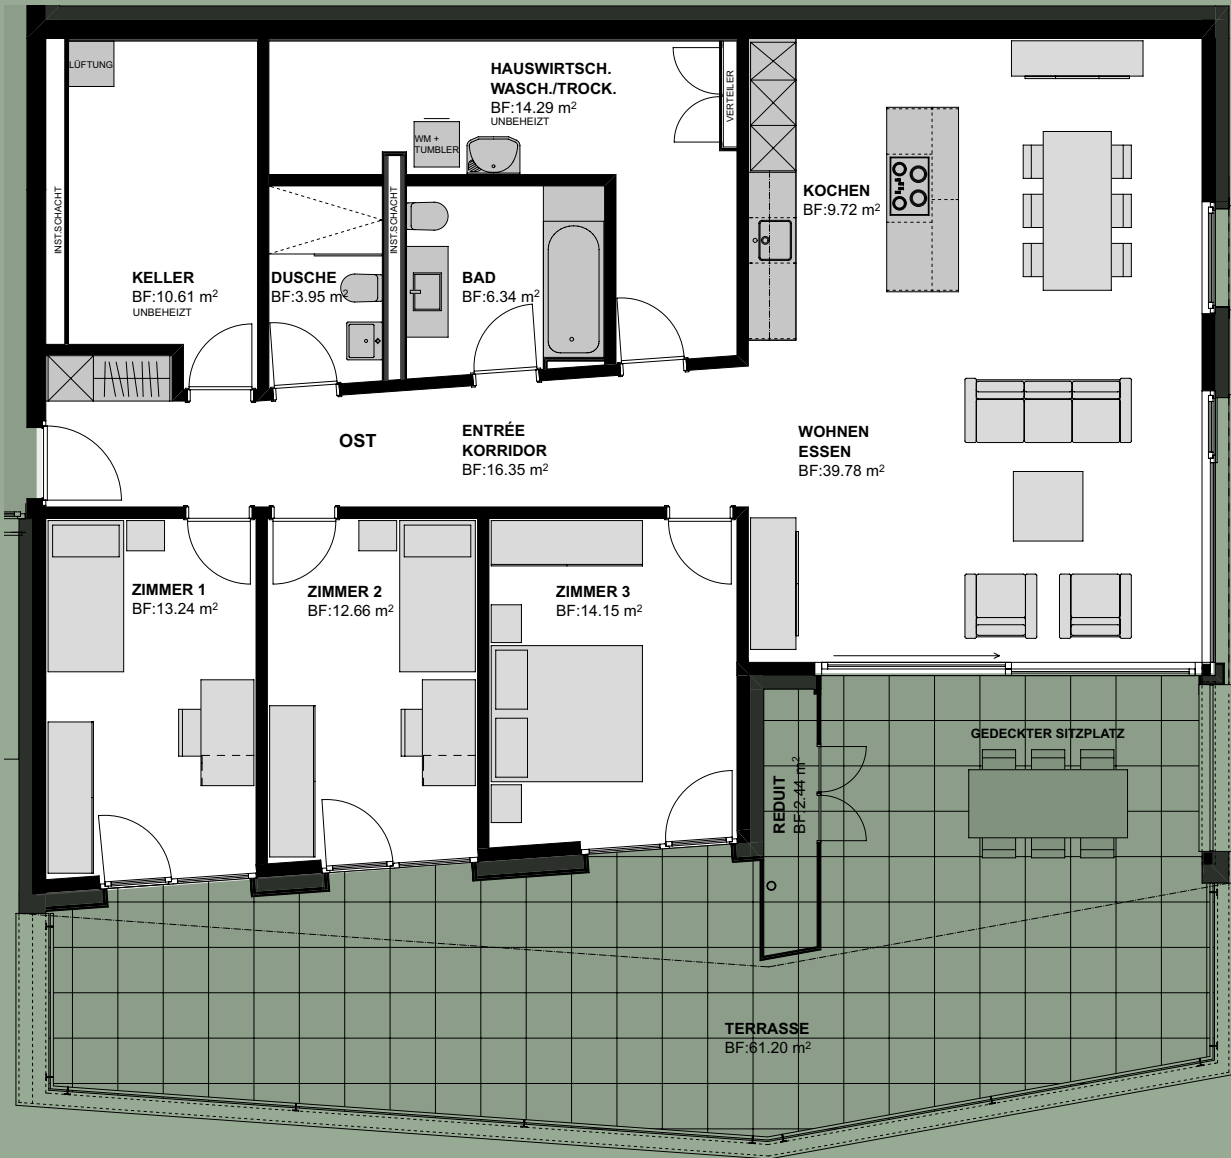 LÜFTUNG
HAUSWIRTSCH.
WASCH./TROCK.
BF:14.29 m²
UNBEHEIZT
VERTEILER
WM +
TUMBLER
INST.SCHACHT
INST.SCHACHT
KOCHEN
BF:9.72 m²
KELLER
BF:10.61 m²
UNBEHEIZT
DUSCHE
BF:3.95 m²
BAD
BF:6.34 m²
OST
ENTRÉE
KORRIDOR
BF:16.35 m²
WOHNEN
ESSEN
BF:39.78 m²
ZIMMER 1
BF:13.24 m²
ZIMMER 2
BF:12.66 m²
ZIMMER 3
BF:14.15 m²
REDUIT
BF:2.44 m²
GEDECKTER SITZPLATZ
TERRASSE
BF:61.20 m²